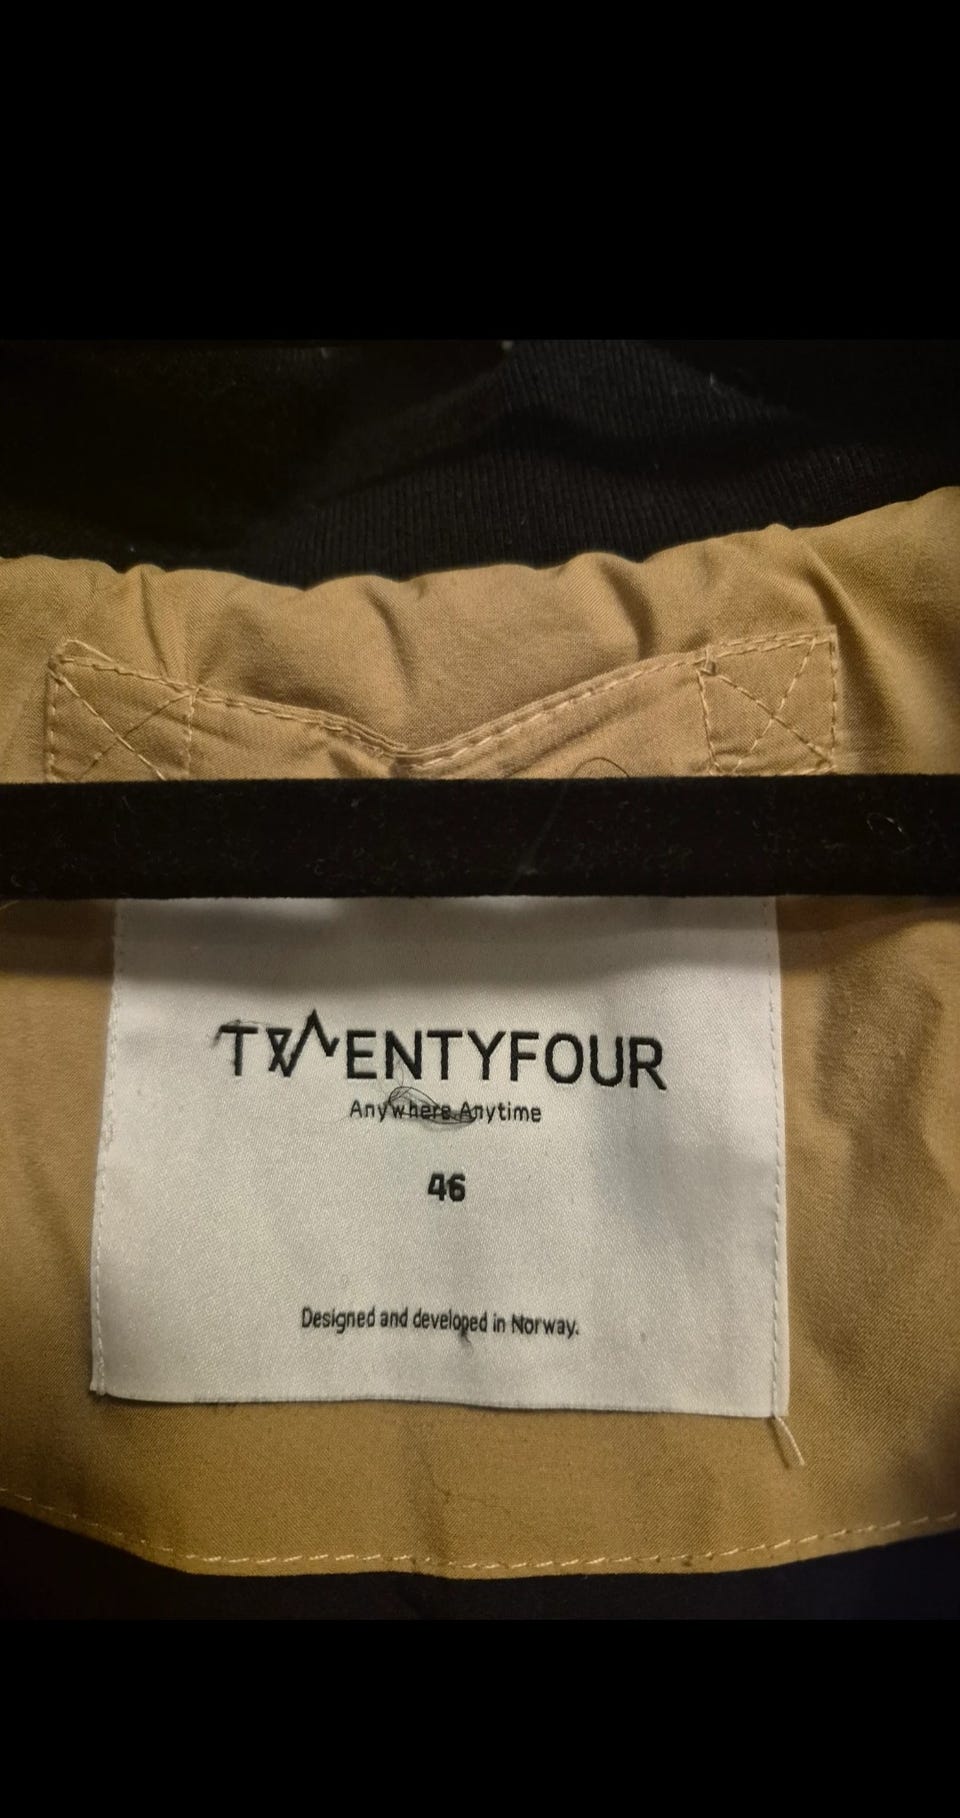 TWENTYFOUR
Anywhere Anytime
46
Designed and developed in Norway.